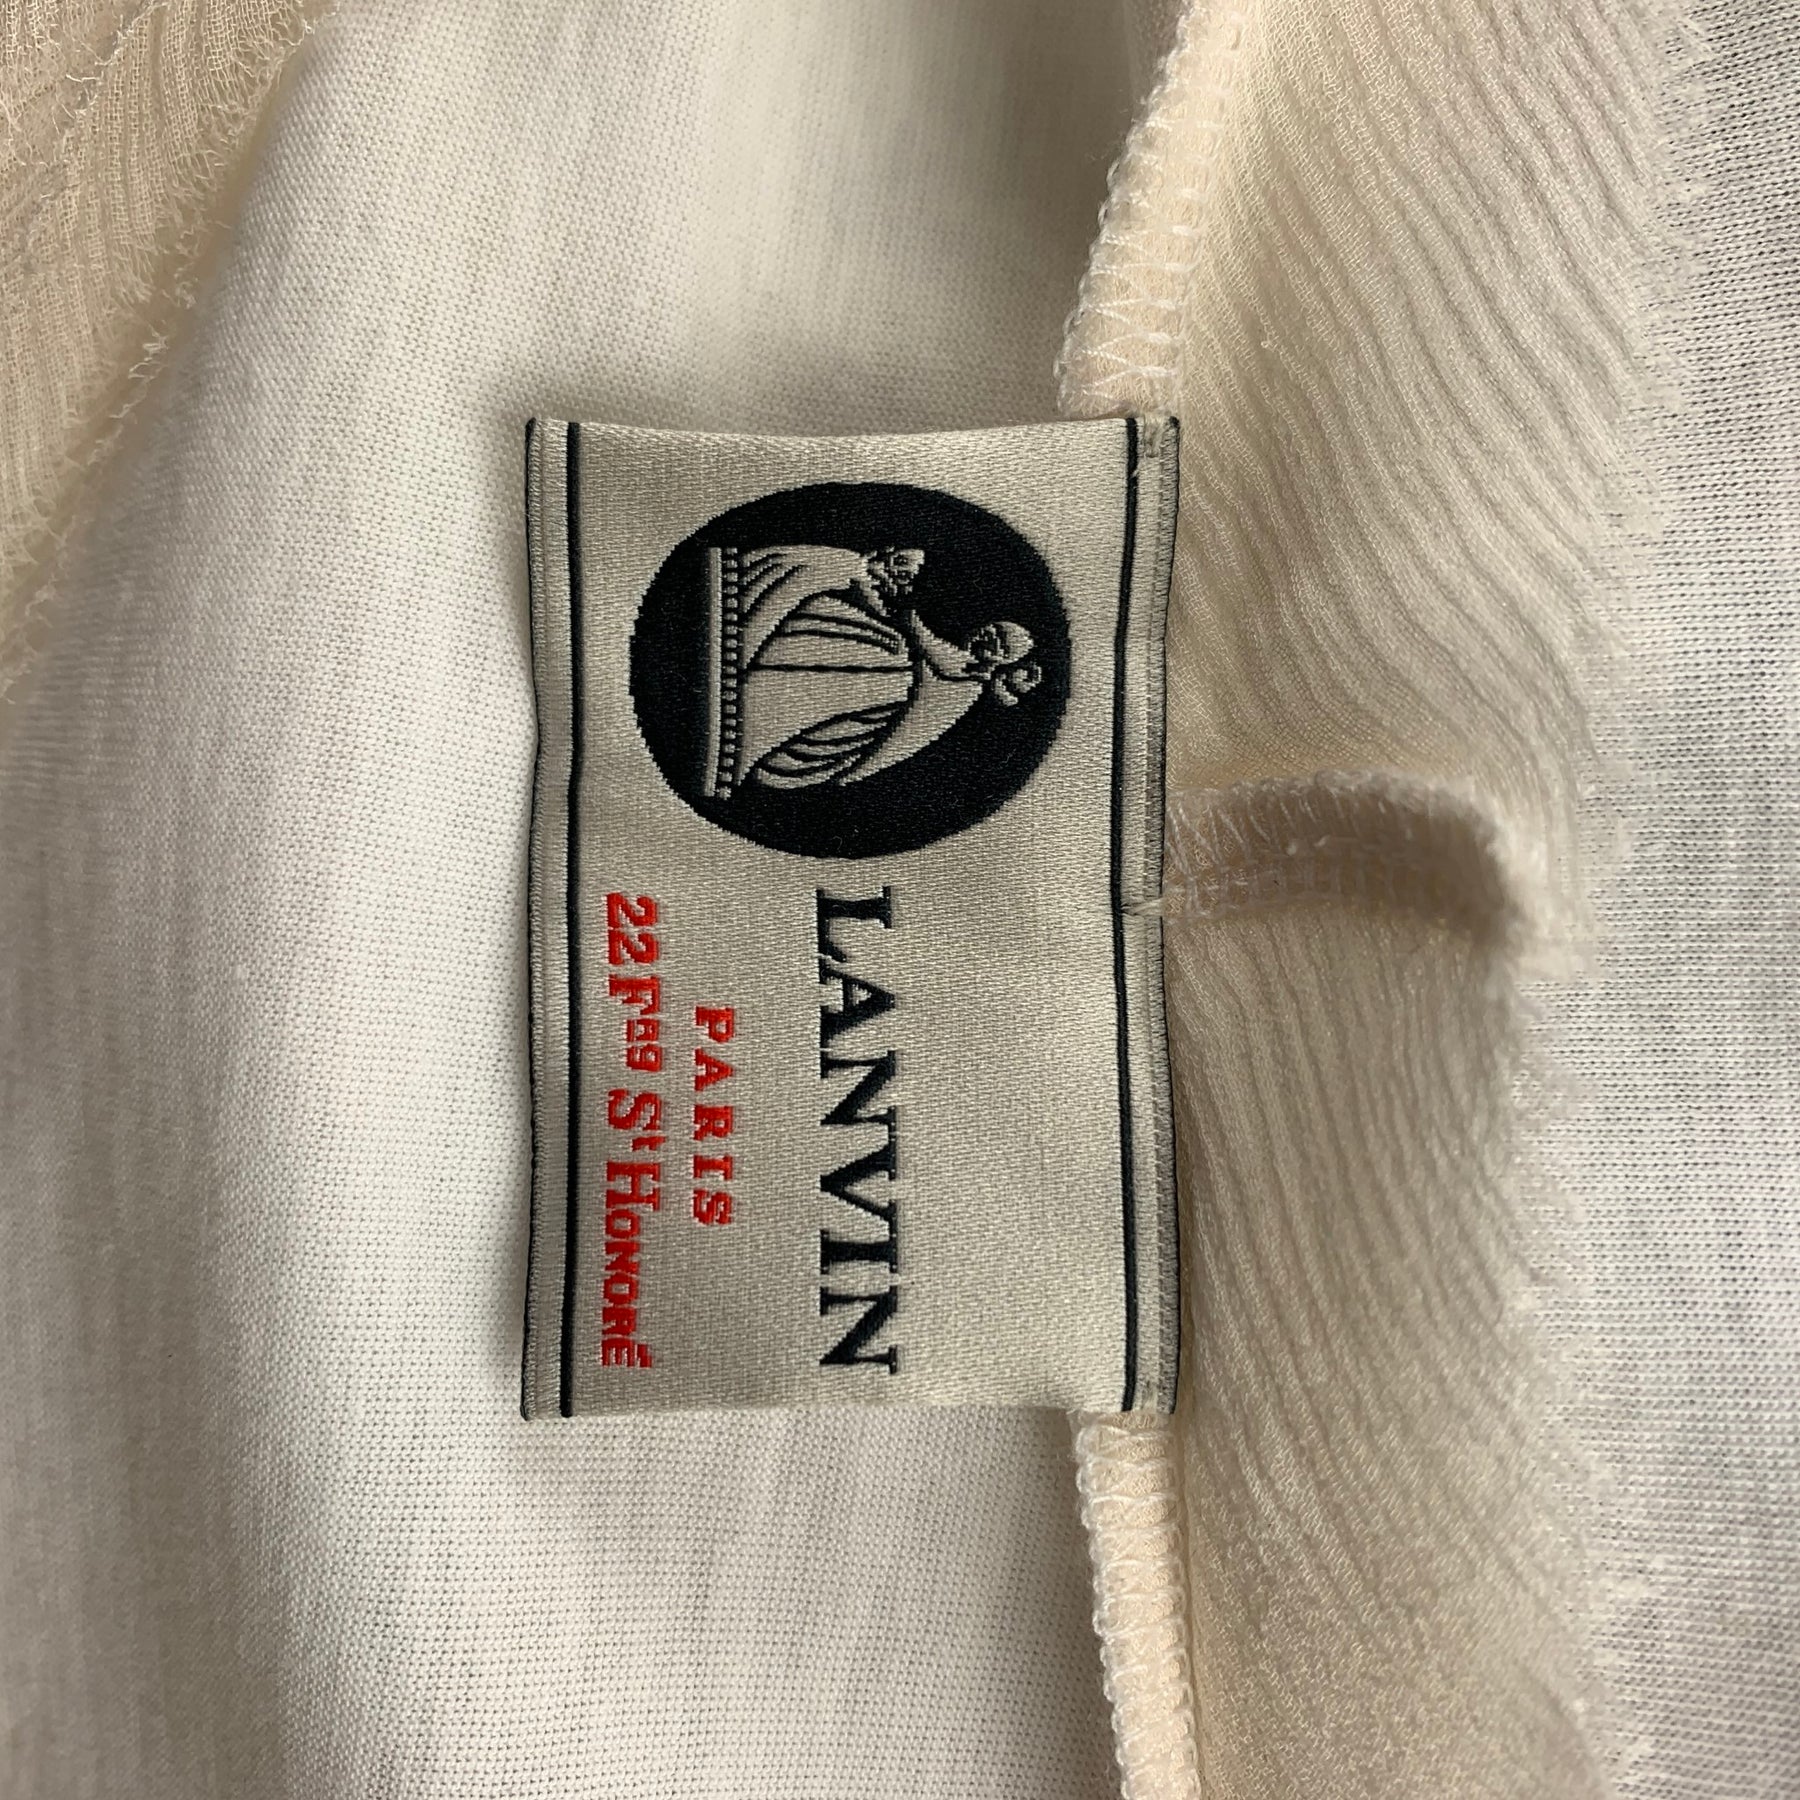 LANVIN
PARIS
22 FBG ST HONORÉ